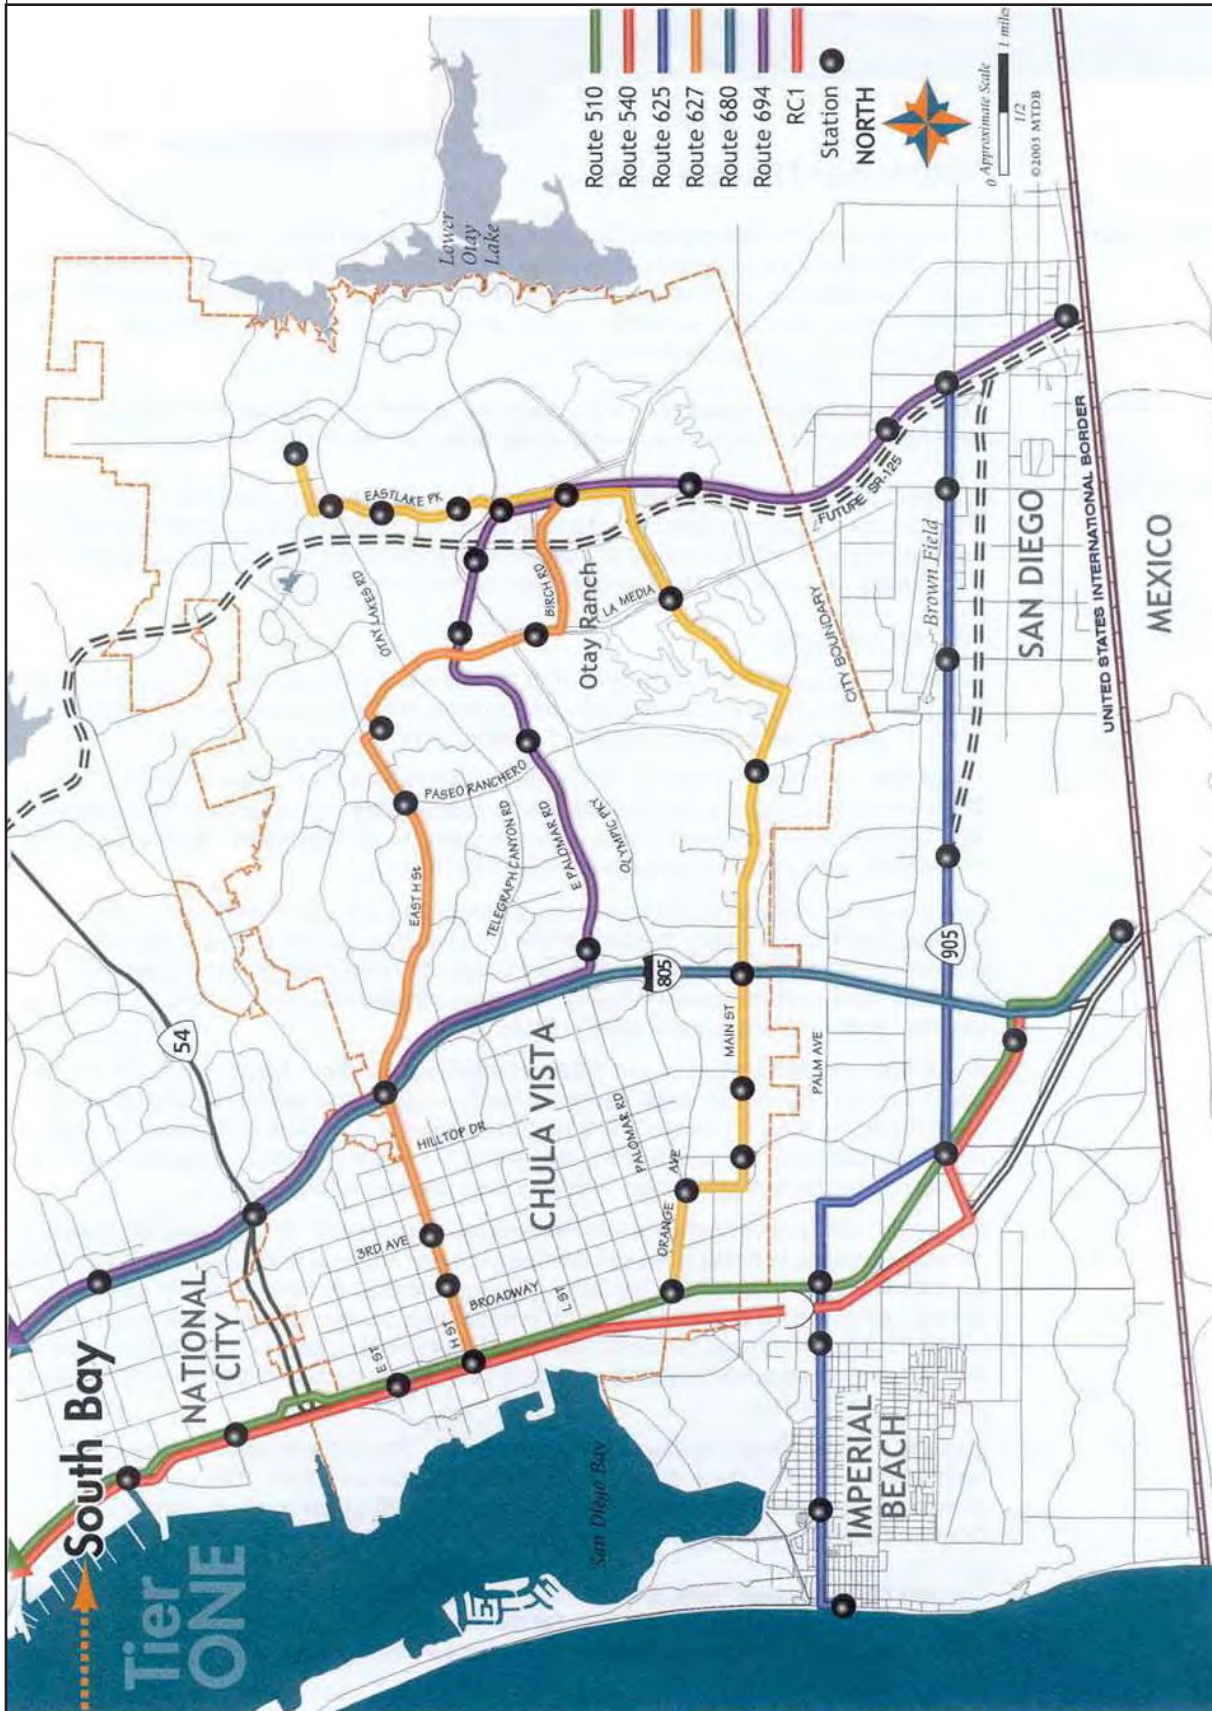 South Bay
Tier
ONE
Route 510
Route 540
Route 625
Route 627
Route 680
Route 694
RC1
Station
NORTH
0 Approximate Scale
1/2
1 mile
©2003 MTDB
Lower
Otay
Lake
54
NATIONAL
CITY
EASTLAKE PK
OTAY LAKES RD
BIRCH RD
LA MEDIA
Otay Ranch
FUTURE SR-125
PASEO RANCHERO
EAST H St
TELEGRAPH CANYON RD
E PALOMAR RD
OLYMPIC PKY
CITY BOUNDARY
Brown Field
SAN DIEGO
UNITED STATES INTERNATIONAL BORDER
MEXICO
805
905
HILLTOP DR
CHULA VISTA
MAIN ST
PALM AVE
PALOMAR RD
3RD AVE
ORANGE
AVE
BROADWAY
E ST
H ST
L ST
San Diego Bay
IMPERIAL
BEACH